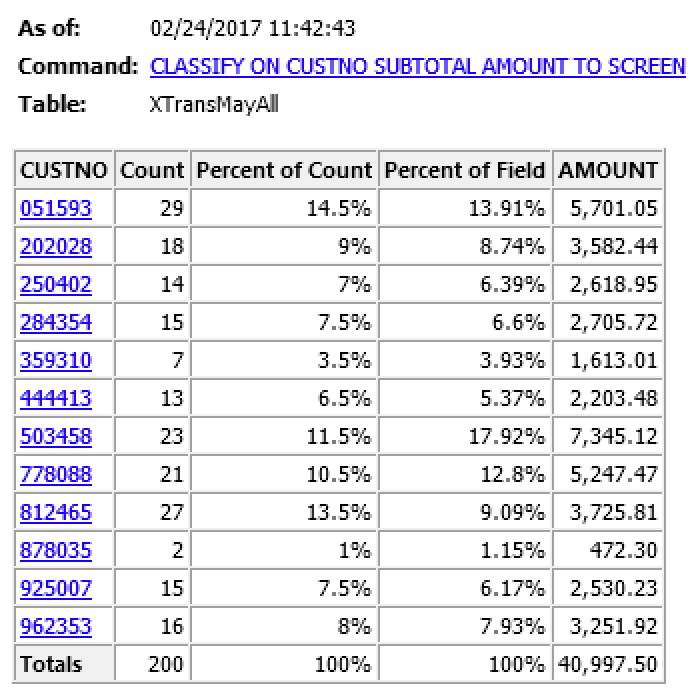 As of: 02/24/2017 11:42:43
Command: CLASSIFY ON CUSTNO SUBTOTAL AMOUNT TO SCREEN
Table: XTransMayAll
CUSTNO Count Percent of Count Percent of Field AMOUNT
051593 29 14.5% 13.91% 5,701.05
202028 18 9% 8.74% 3,582.44
250402 14 7% 6.39% 2,618.95
284354 15 7.5% 6.6% 2,705.72
359310 7 3.5% 3.93% 1,613.01
444413 13 6.5% 5.37% 2,203.48
503458 23 11.5% 17.92% 7,345.12
778088 21 10.5% 12.8% 5,247.47
812465 27 13.5% 9.09% 3,725.81
878035 2 1% 1.15% 472.30
925007 15 7.5% 6.17% 2,530.23
962353 16 8% 7.93% 3,251.92
Totals 200 100% 100% 40,997.50